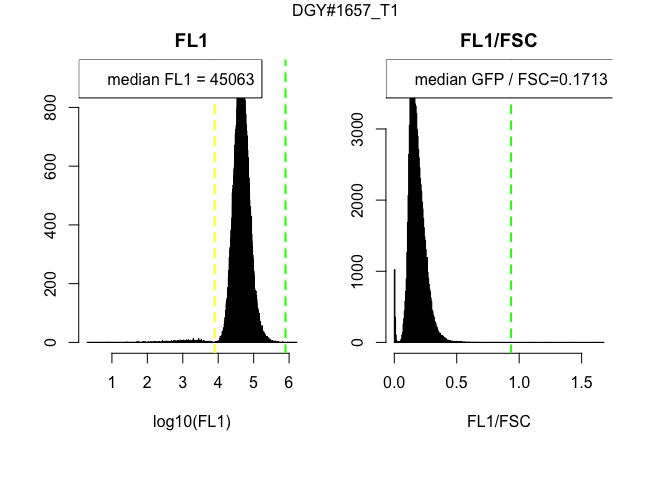 DGY#1657_T1
FL1
median FL1 = 45063
0
200
400
600
800
1 2 3 4 5 6
log10(FL1)
FL1/FSC
median GFP / FSC=0.1713
0
1000
2000
3000
0.0 0.5 1.0 1.5
FL1/FSC